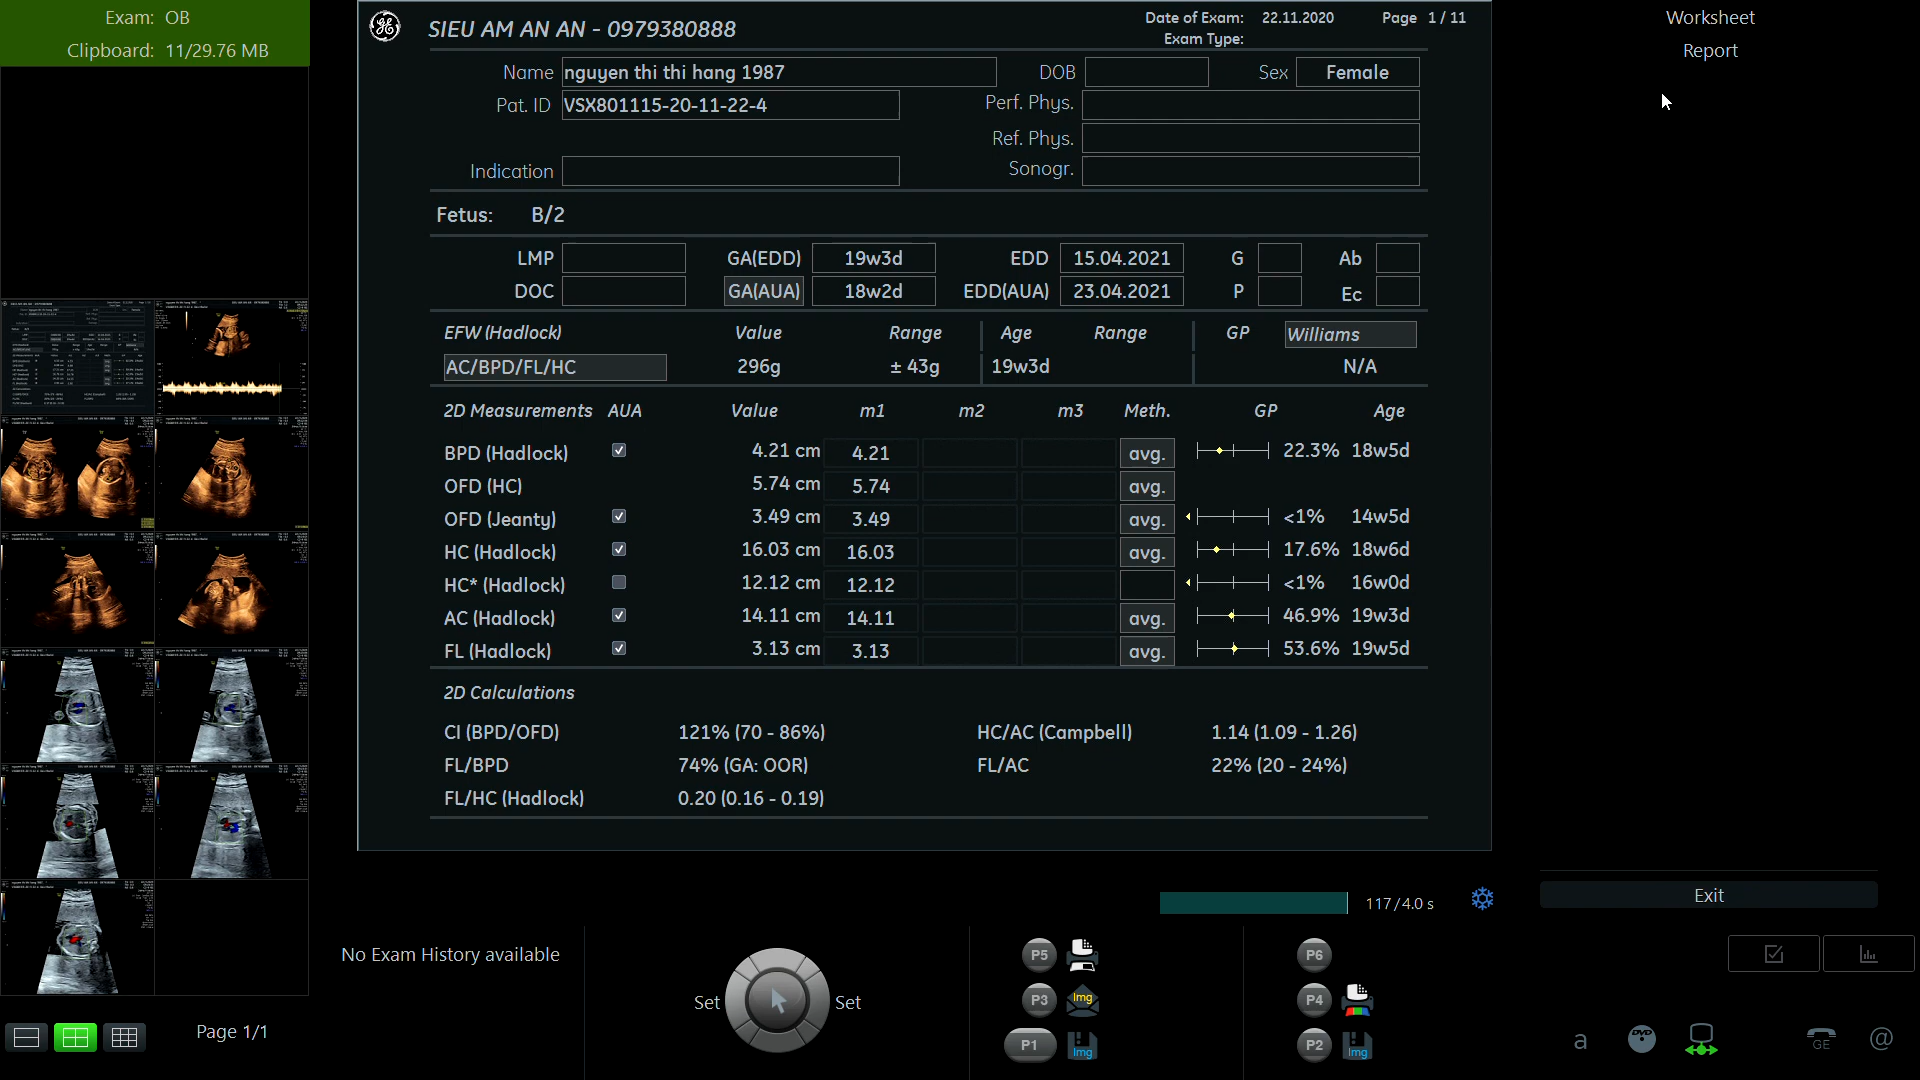 Exam: OB
Clipboard: 11/29.76 MB
SIEU AM AN AN - 0979380888
Date of Exam: 22.11.2020 Page 1 / 11
Exam Type:
Name nguyen thi thi hang 1987 DOB Sex Female
Pat. ID VSX801115-20-11-22-4 Perf. Phys.
Ref. Phys.
Indication Sonogr.
Fetus: B/2
LMP GA(EDD) 19w3d EDD 15.04.2021 G Ab
DOC GA(AUA) 18w2d EDD(AUA) 23.04.2021 P Ec
EFW (Hadlock) Value Range Age Range GP Williams
AC/BPD/FL/HC 296g ± 43g 19w3d N/A
2D Measurements AUA Value m1 m2 m3 Meth. GP Age
BPD (Hadlock) 4.21 cm 4.21 avg. 22.3% 18w5d
OFD (HC) 5.74 cm 5.74 avg.
OFD (Jeanty) 3.49 cm 3.49 avg. <1% 14w5d
HC (Hadlock) 16.03 cm 16.03 avg. 17.6% 18w6d
HC* (Hadlock) 12.12 cm 12.12 <1% 16w0d
AC (Hadlock) 14.11 cm 14.11 avg. 46.9% 19w3d
FL (Hadlock) 3.13 cm 3.13 avg. 53.6% 19w5d
2D Calculations
CI (BPD/OFD) 121% (70 - 86%) HC/AC (Campbell) 1.14 (1.09 - 1.26)
FL/BPD 74% (GA: OOR) FL/AC 22% (20 - 24%)
FL/HC (Hadlock) 0.20 (0.16 - 0.19)
Worksheet
Report
117/4.0 s
Exit
No Exam History available
Set Set
P5
P3 Img
P1 Img
P6
P4
P2 Img
Page 1/1
a DVD GE @